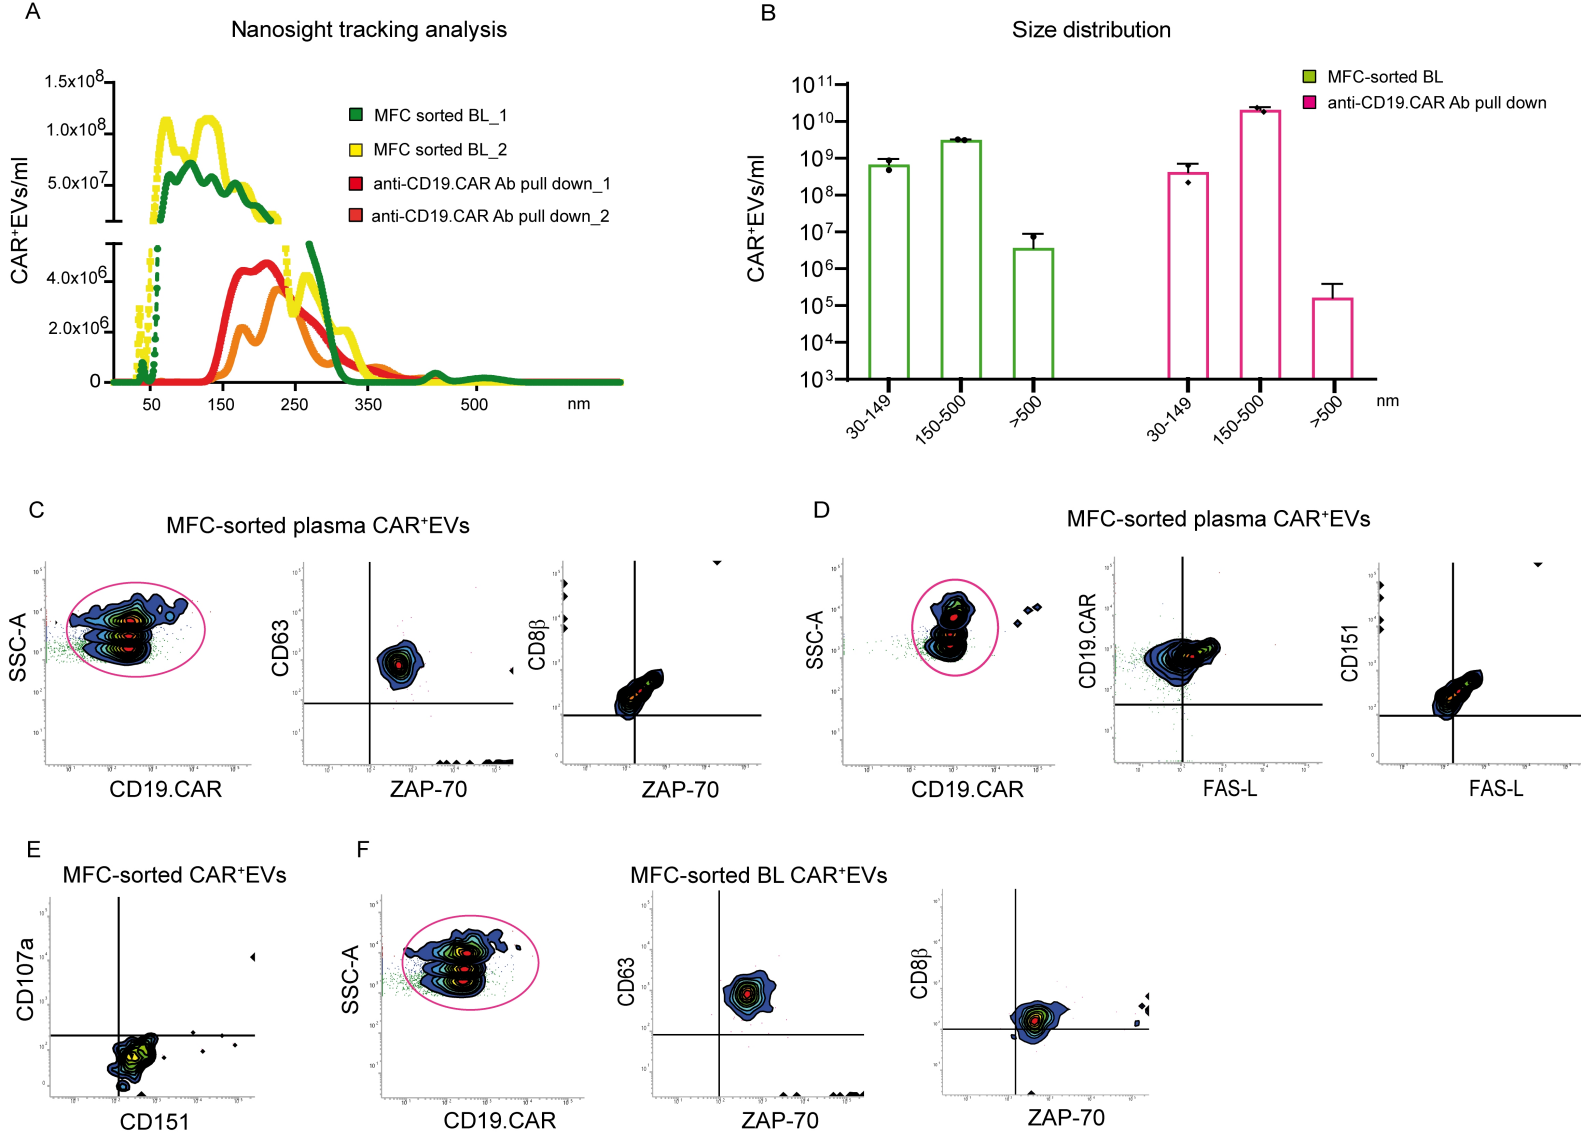 A
Nanosight tracking analysis
CAR⁺EVs/ml
1.5x10⁸
1.0x10⁸
5.0x10⁷
4.0x10⁶
2.0x10⁶
0
50 150 250 350 500 nm
MFC sorted BL_1
MFC sorted BL_2
anti-CD19.CAR Ab pull down_1
anti-CD19.CAR Ab pull down_2
B
Size distribution
CAR⁺EVs/ml
10¹¹
10¹⁰
10⁹
10⁸
10⁷
10⁶
10⁵
10⁴
10³
30-149 150-500 >500 30-149 150-500 >500 nm
MFC-sorted BL
anti-CD19.CAR Ab pull down
C
MFC-sorted plasma CAR⁺EVs
SSC-A
CD19.CAR
CD63
ZAP-70
CD8β
ZAP-70
D
MFC-sorted plasma CAR⁺EVs
SSC-A
CD19.CAR
CD19.CAR
FAS-L
CD151
FAS-L
E
MFC-sorted CAR⁺EVs
CD107a
CD151
F
MFC-sorted BL CAR⁺EVs
SSC-A
CD19.CAR
CD63
ZAP-70
CD8β
ZAP-70